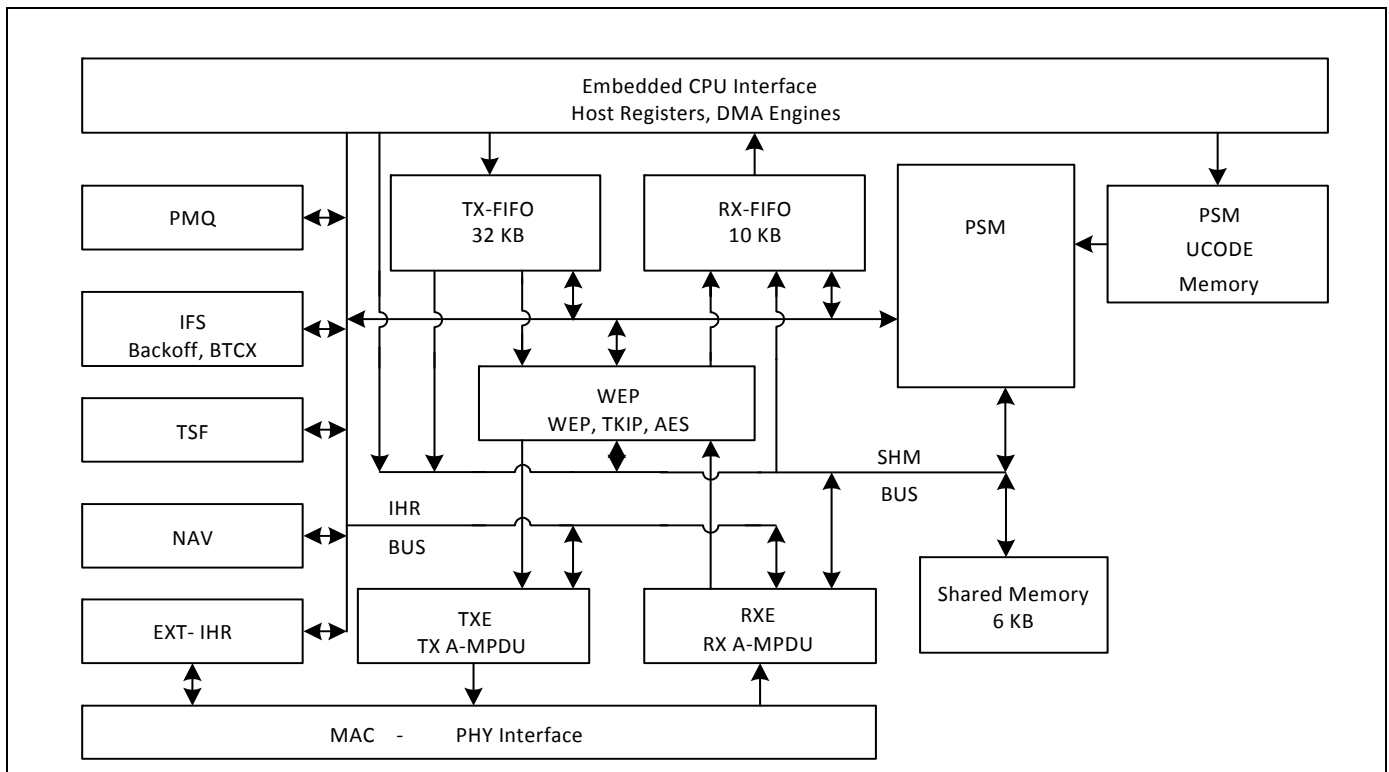 Embedded CPU Interface
Host Registers, DMA Engines
PMQ
TX-FIFO
32 KB
RX-FIFO
10 KB
PSM
PSM
UCODE
Memory
IFS
Backoff, BTCX
WEP
WEP, TKIP, AES
TSF
SHM
BUS
IHR
BUS
NAV
Shared Memory
6 KB
EXT- IHR
TXE
TX A-MPDU
RXE
RX A-MPDU
MAC - PHY Interface